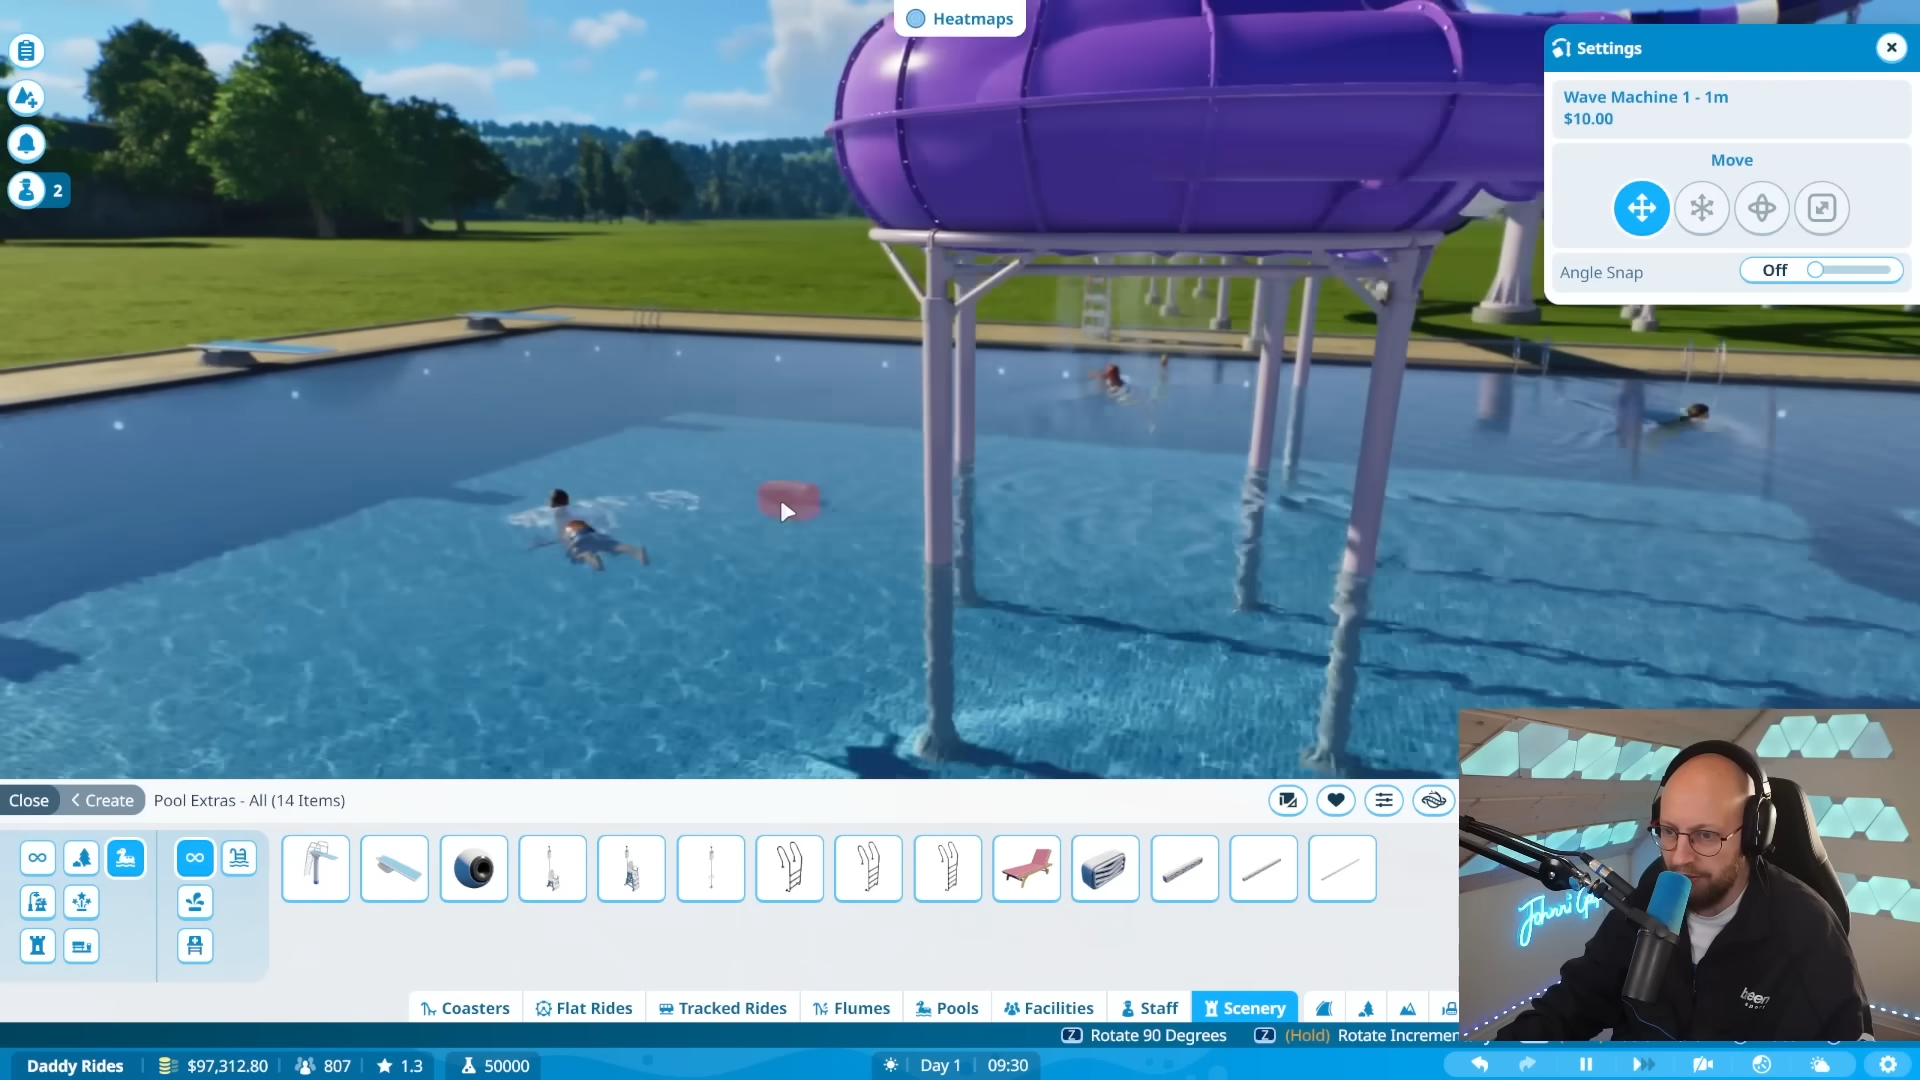 Heatmaps
Settings
Wave Machine 1 - 1m
$10.00
Move
Angle Snap
Off
2
Close
Create
Pool Extras - All (14 Items)
Coasters
Flat Rides
Tracked Rides
Flumes
Pools
Facilities
Staff
Scenery
Z Rotate 90 Degrees
Z (Hold) Rotate Incremen
Daddy Rides
$97,312.80
807
1.3
50000
Day 1
09:30
been